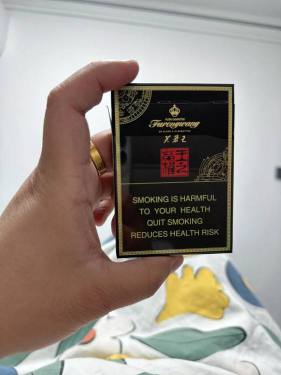 Furongwang
芙蓉王
SMOKING IS HARMFUL
TO YOUR HEALTH
QUIT SMOKING
REDUCES HEALTH RISK